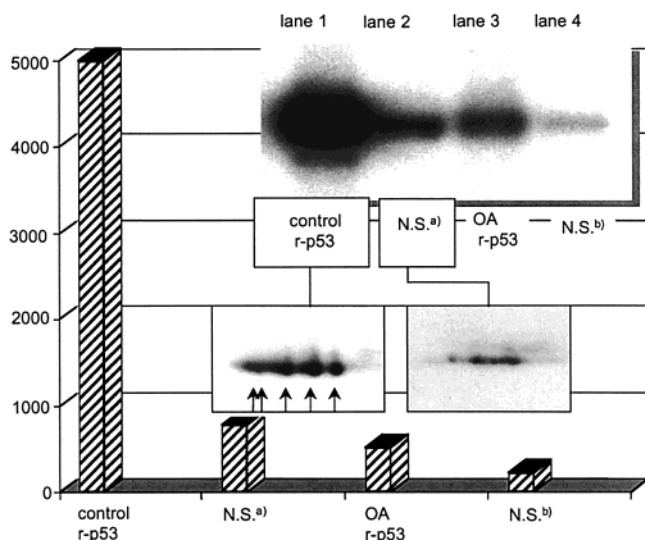 lane 1 lane 2 lane 3 lane 4
5000
4000
3000
2000
1000
0
control
r-p53
N.S.a)
OA
r-p53
N.S.b)
control
r-p53
N.S.a)
OA
r-p53
N.S.b)